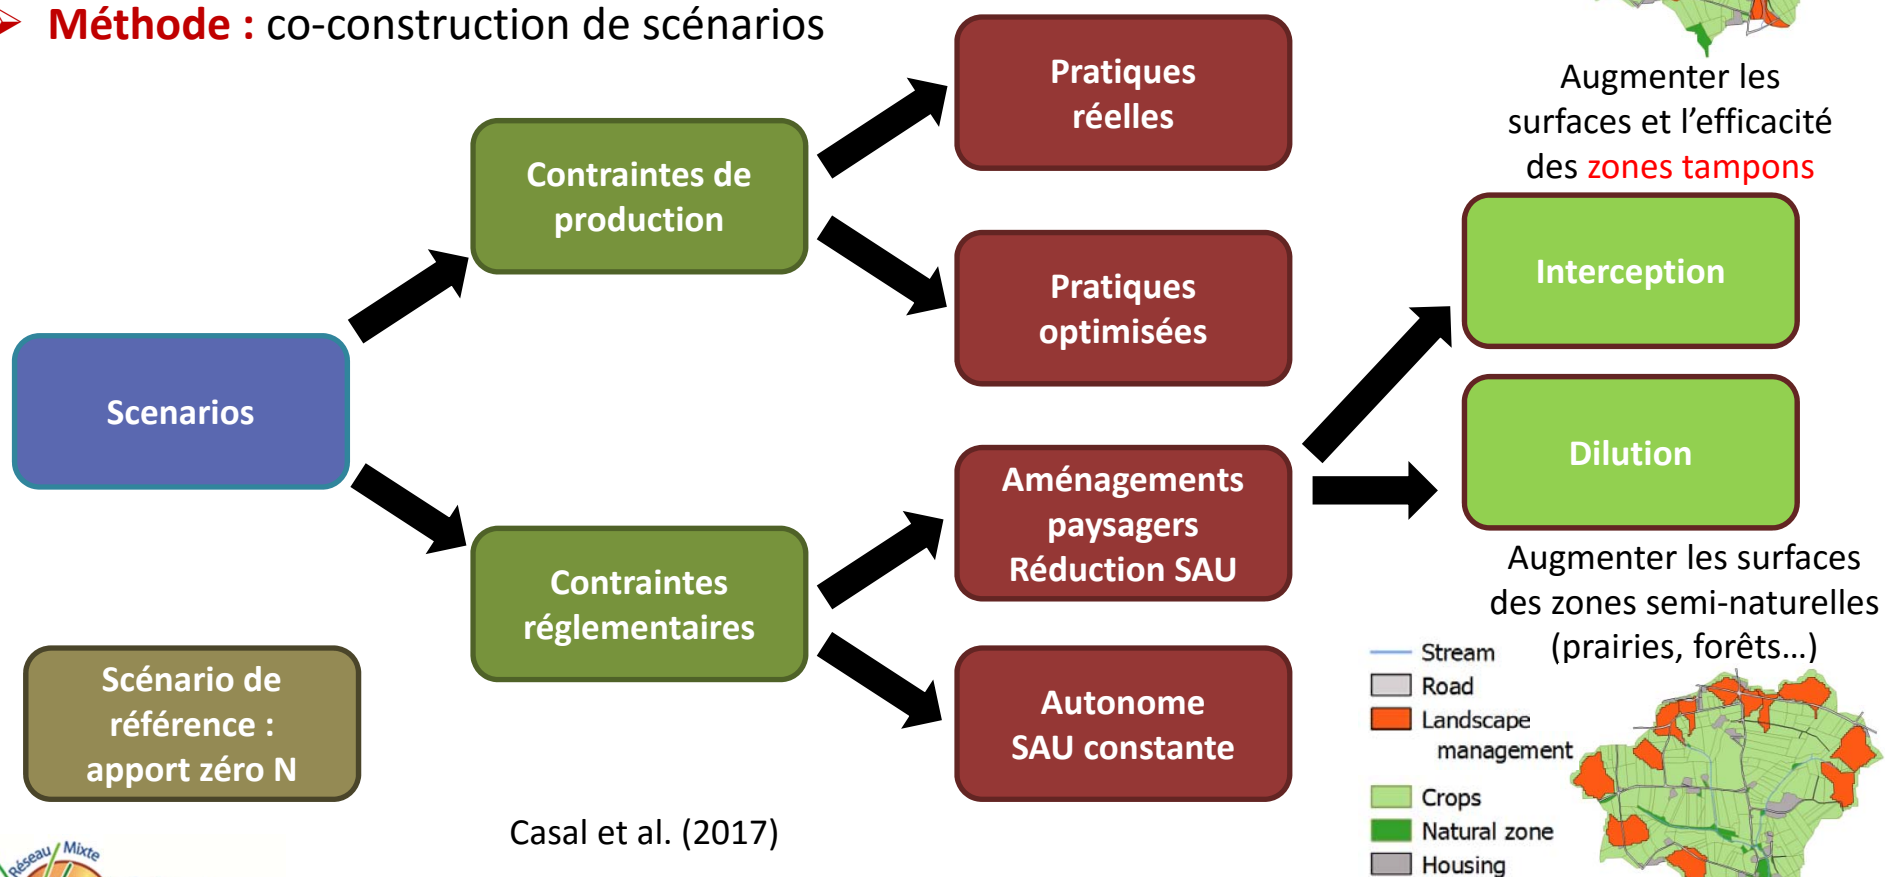 Méthode : co-construction de scénarios
Pratiques
réelles
Contraintes de
production
Pratiques
optimisées
Scenarios
Aménagements
paysagers
Réduction SAU
Contraintes
réglementaires
Autonome
SAU constante
Scénario de
référence :
apport zéro N
Casal et al. (2017)
Augmenter les
surfaces et l’efficacité
des zones tampons
Interception
Dilution
Augmenter les surfaces
des zones semi-naturelles
(prairies, forêts…)
Stream
Road
Landscape
management
Crops
Natural zone
Housing
Réseau Mixte